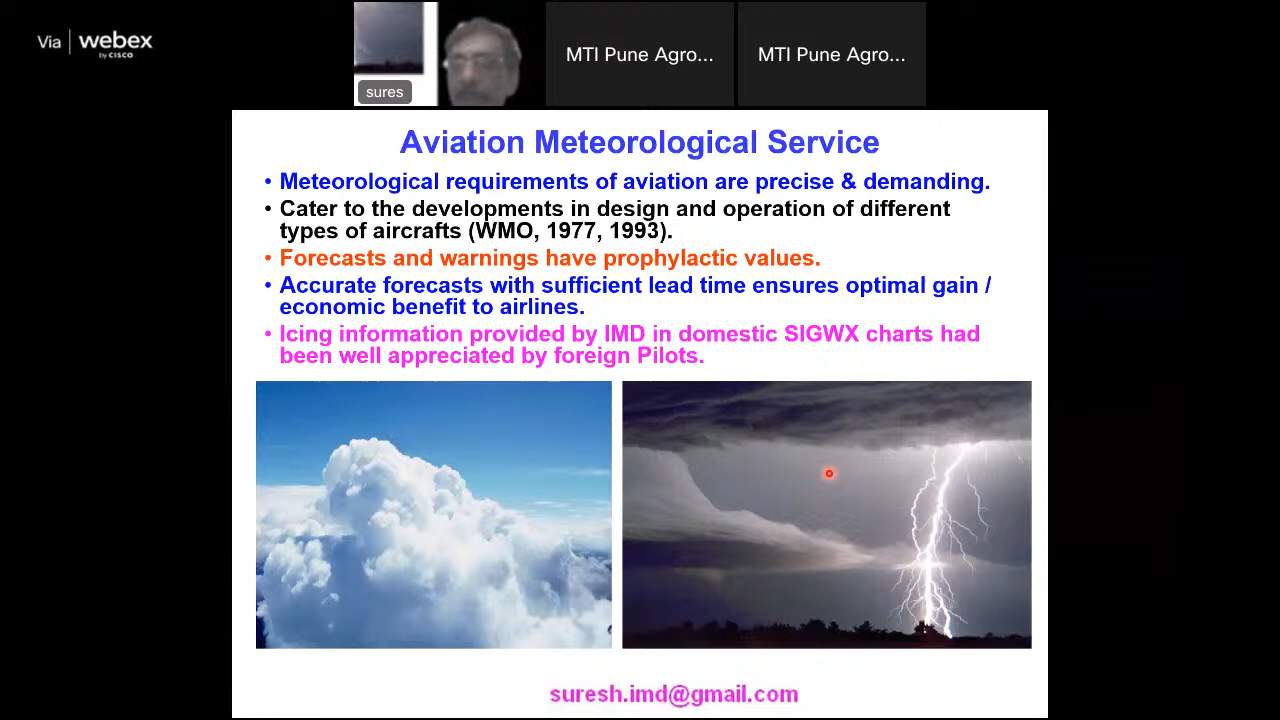 Via | webex
by CISCO
sures
MTI Pune Agro...
MTI Pune Agro...
Aviation Meteorological Service
• Meteorological requirements of aviation are precise & demanding.
• Cater to the developments in design and operation of different
types of aircrafts (WMO, 1977, 1993).
• Forecasts and warnings have prophylactic values.
• Accurate forecasts with sufficient lead time ensures optimal gain /
economic benefit to airlines.
• Icing information provided by IMD in domestic SIGWX charts had
been well appreciated by foreign Pilots.
suresh.imd@gmail.com